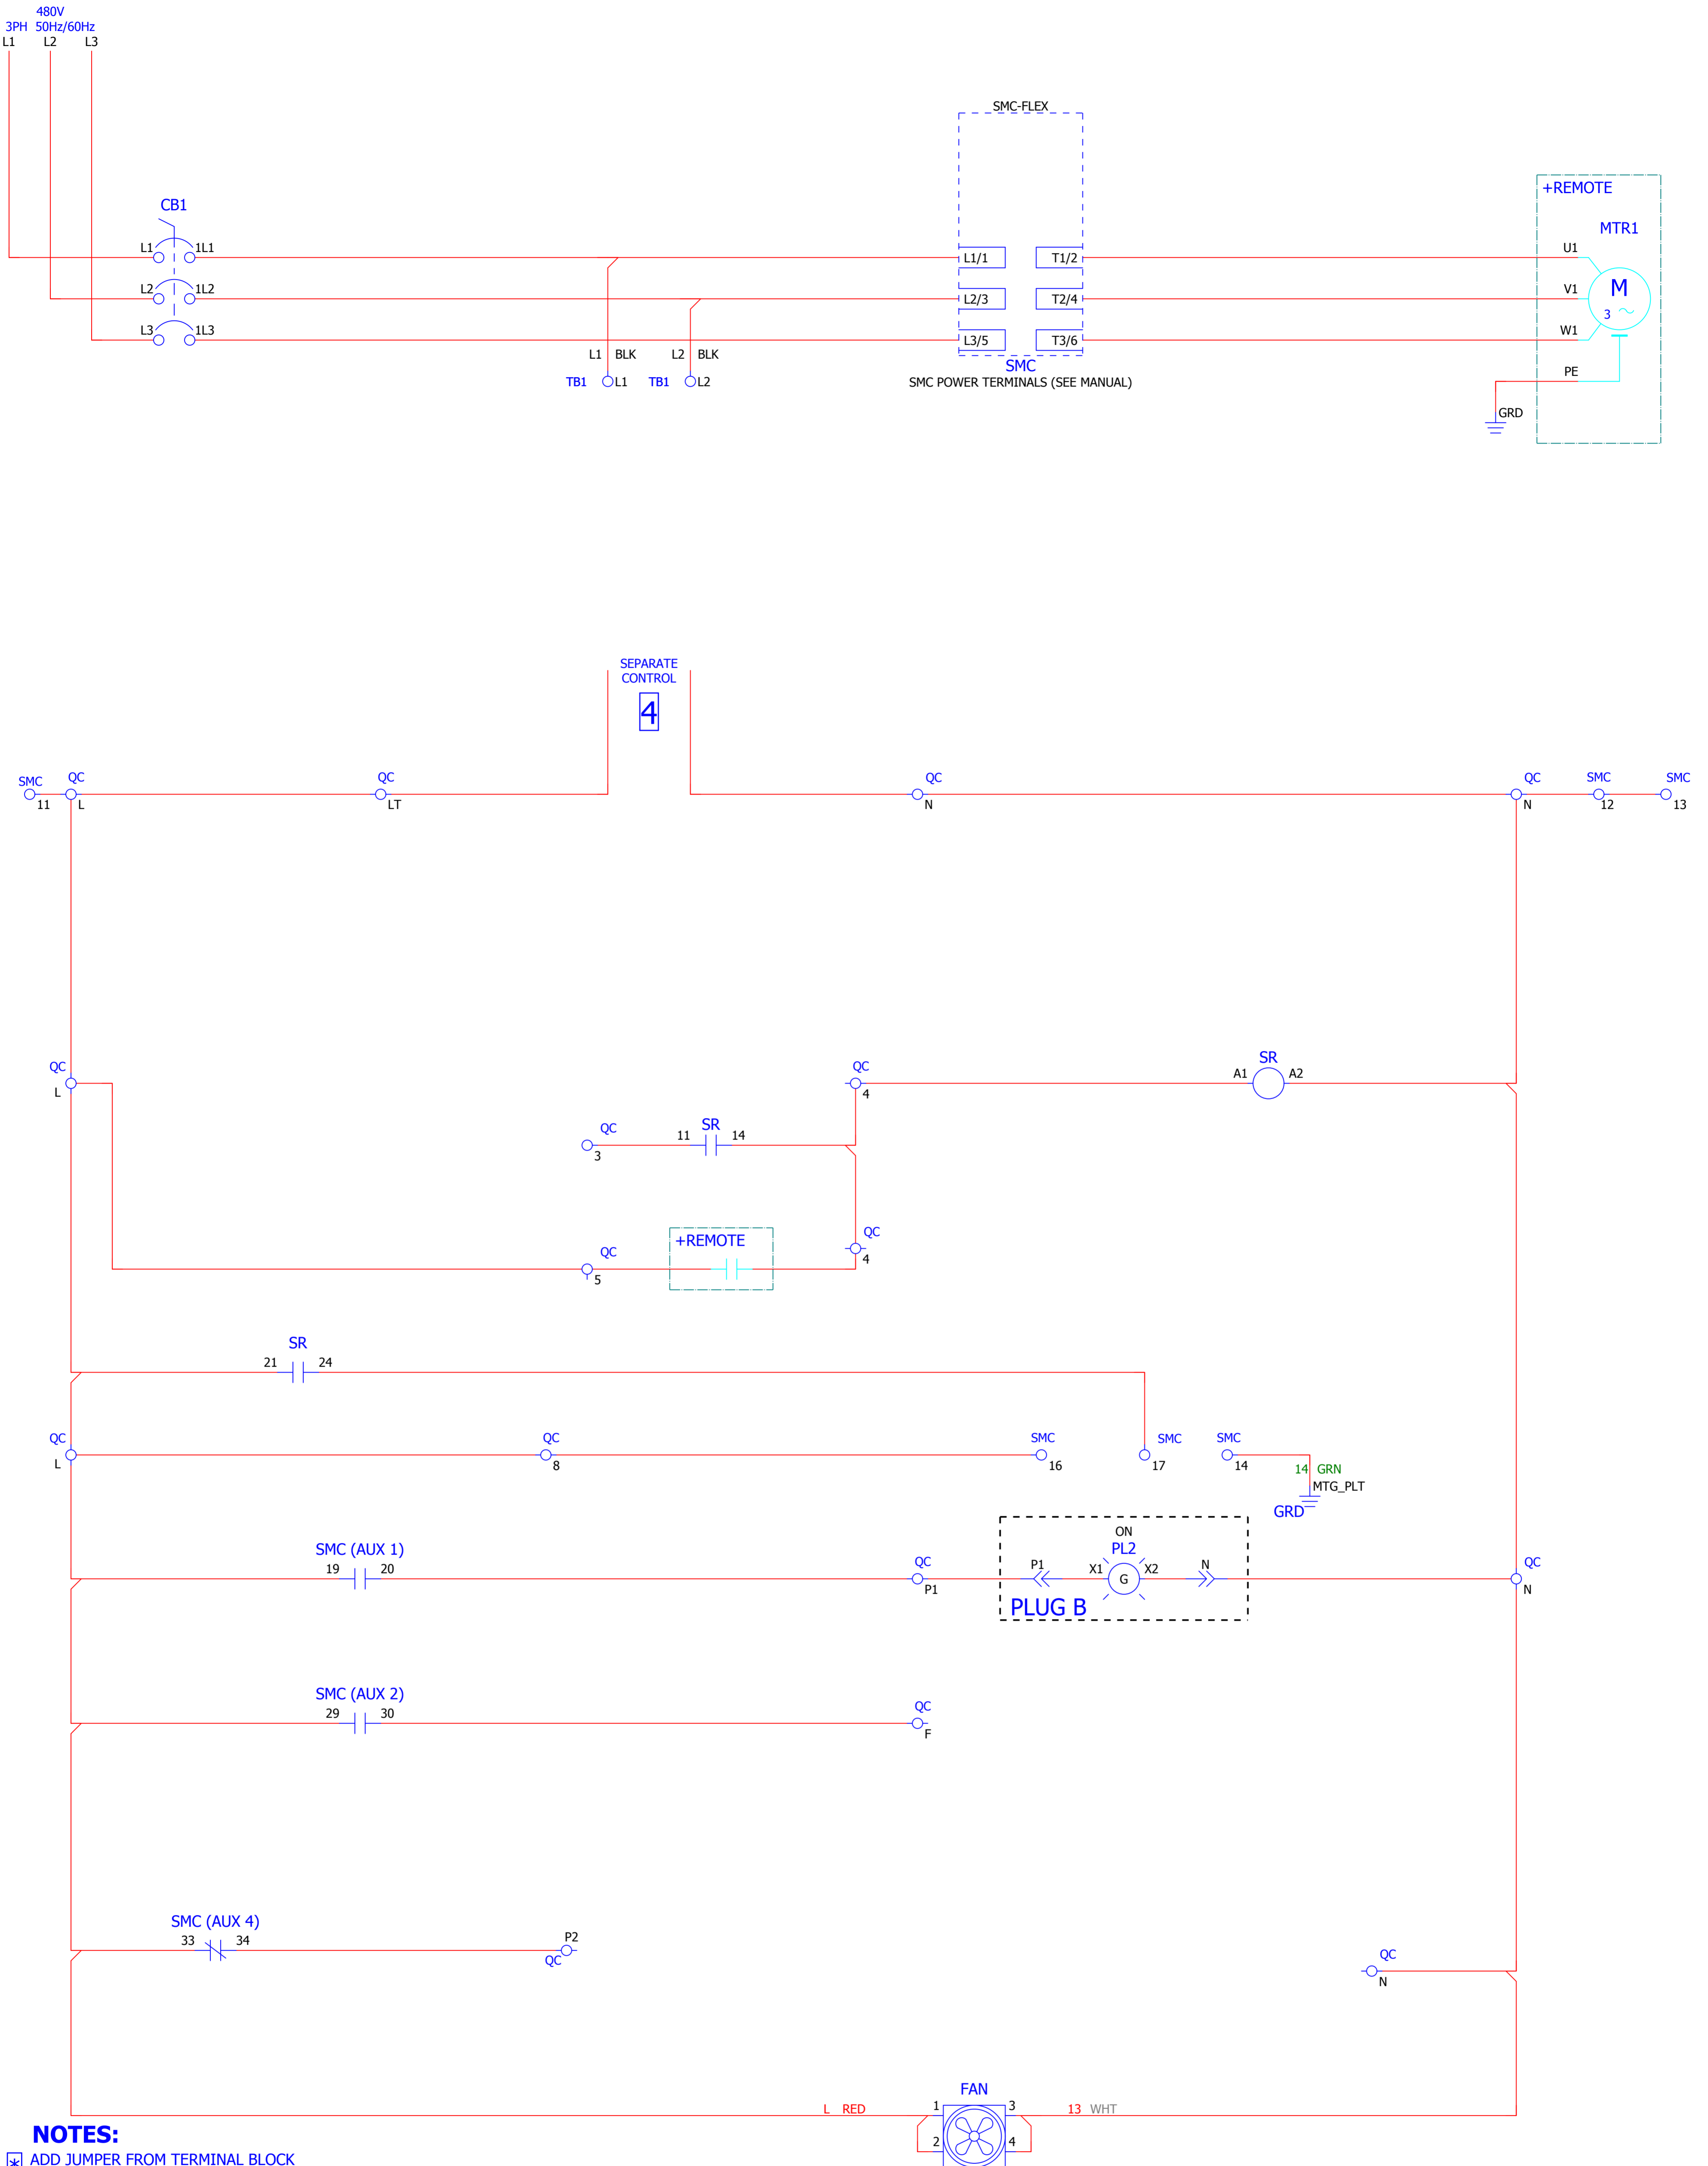 480V
3PH 50Hz/60Hz
L1 L2 L3
SMC-FLEX
+REMOTE
CB1
MTR1
L1 1L1 L1/1 T1/2 U1
L2 1L2 L2/3 T2/4 V1 M
3
L3 1L3 L3/5 T3/6 W1
L1 BLK L2 BLK
SMC
TB1 L1 TB1 L2
SMC POWER TERMINALS (SEE MANUAL)
PE
GRD
SEPARATE
CONTROL
4
SMC QC QC QC QC SMC SMC
11 L LT N N 12 13
QC QC SR
L 4 A1 A2
QC 11 SR 14
3
+REMOTE
QC QC
5 4
SR
21 24
QC QC SMC SMC SMC
L 8 16 17 14
14 GRN
MTG_PLT
GRD
ON
SMC (AUX 1) PL2
19 20 QC P1 X1 G X2 N QC
P1 N
PLUG B
SMC (AUX 2)
29 30 QC
F
SMC (AUX 4)
33 34 P2
QC QC
N
FAN
L RED 1 3 13 WHT
2 4
NOTES:
* ADD JUMPER FROM TERMINAL BLOCK